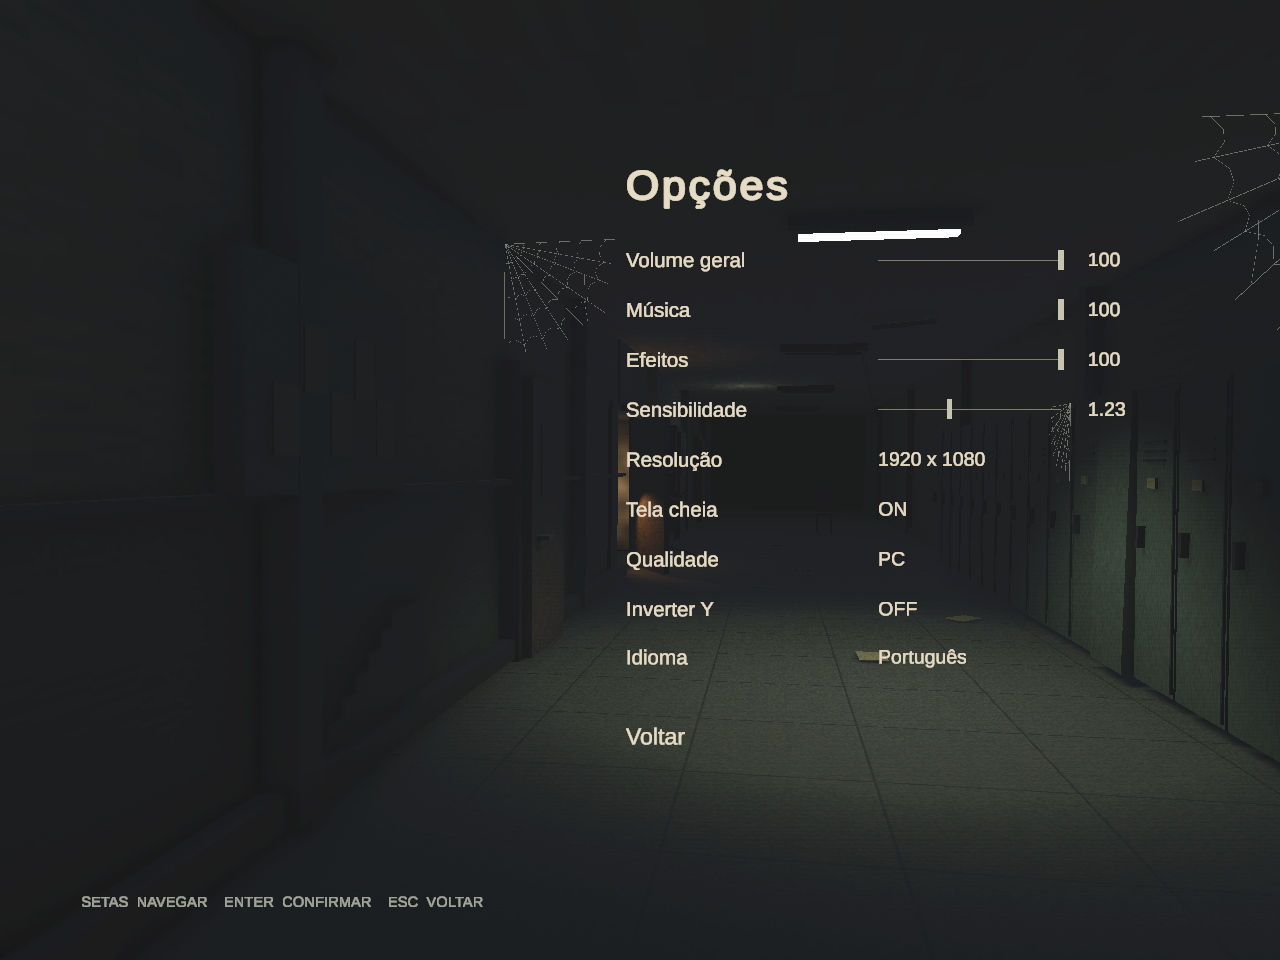 Opções
Volume geral 100
Música 100
Efeitos 100
Sensibilidade 1.23
Resolução 1920 x 1080
Tela cheia ON
Qualidade PC
Inverter Y OFF
Idioma Português
Voltar
SETAS NAVEGAR ENTER CONFIRMAR ESC VOLTAR